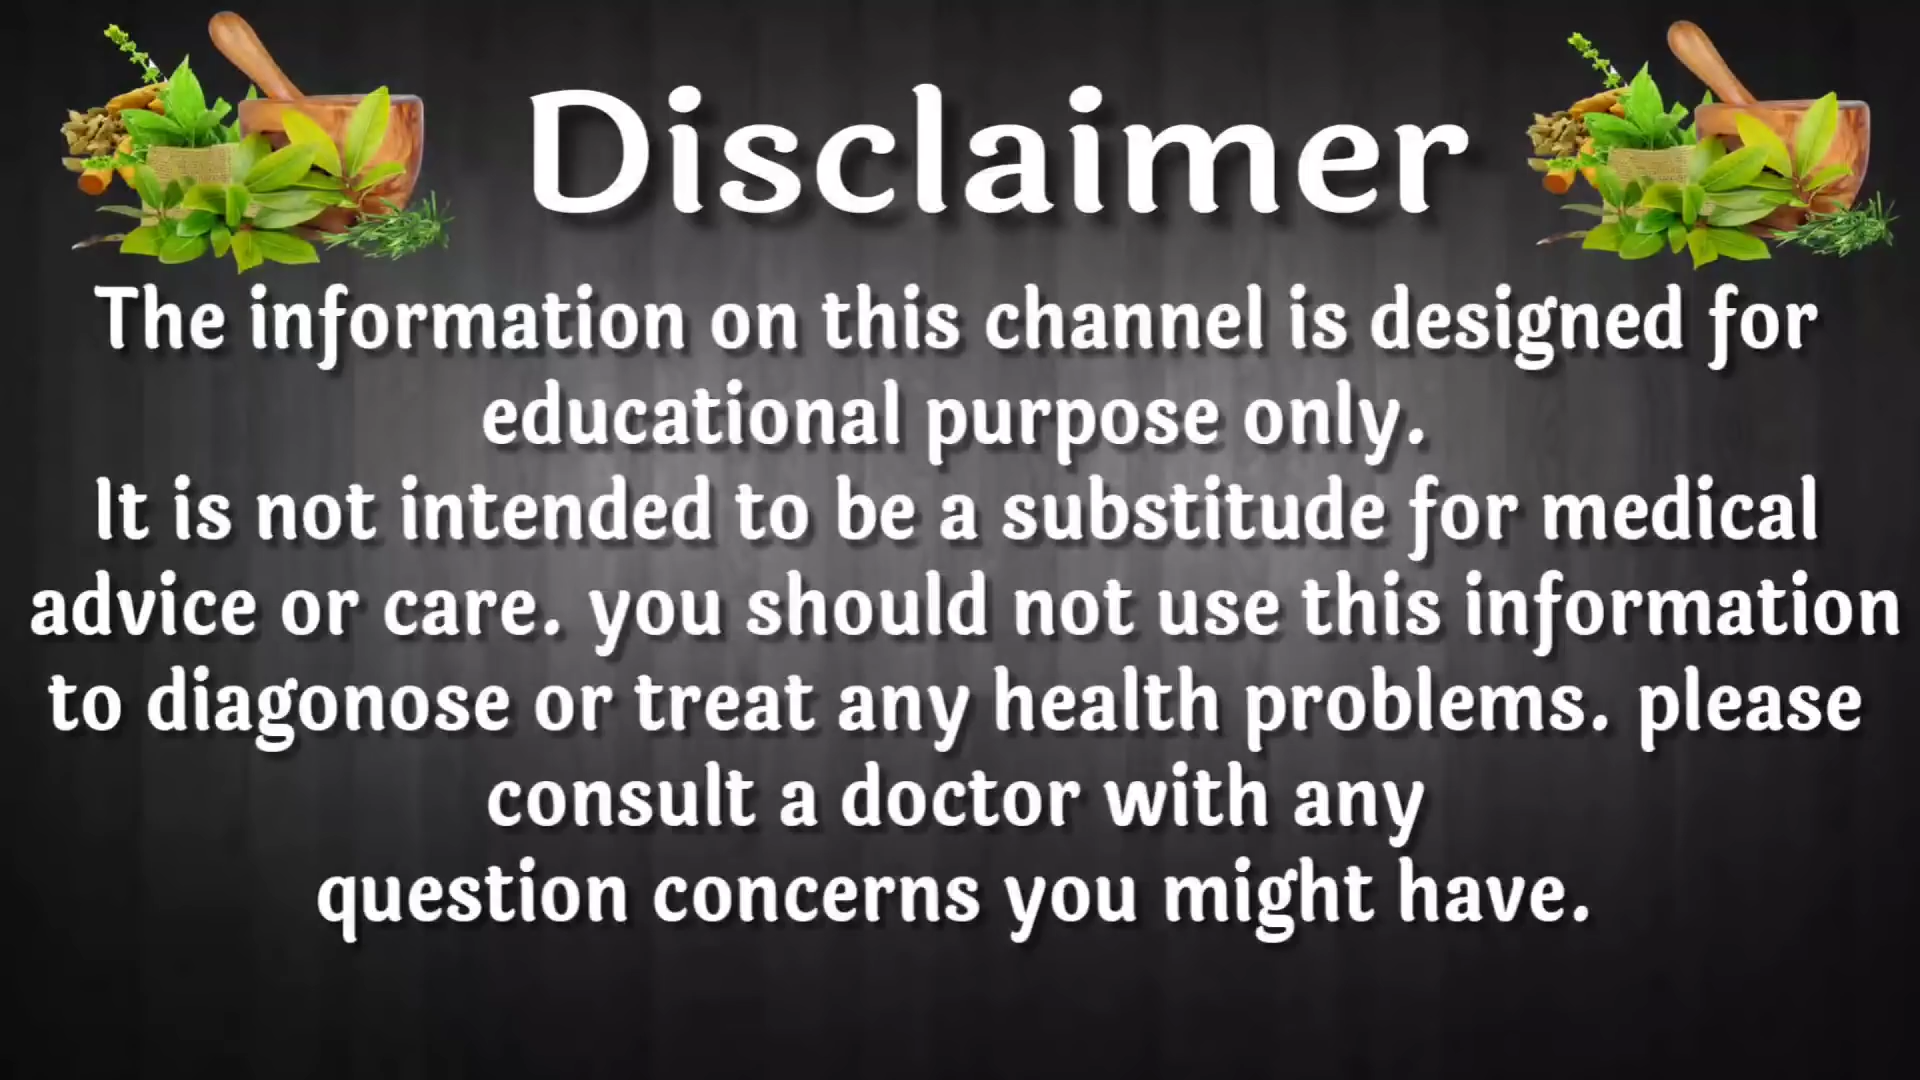 Disclaimer
The information on this channel is designed for
educational purpose only.
It is not intended to be a substitude for medical
advice or care. you should not use this information
to diagonose or treat any health problems. please
consult a doctor with any
question concerns you might have.